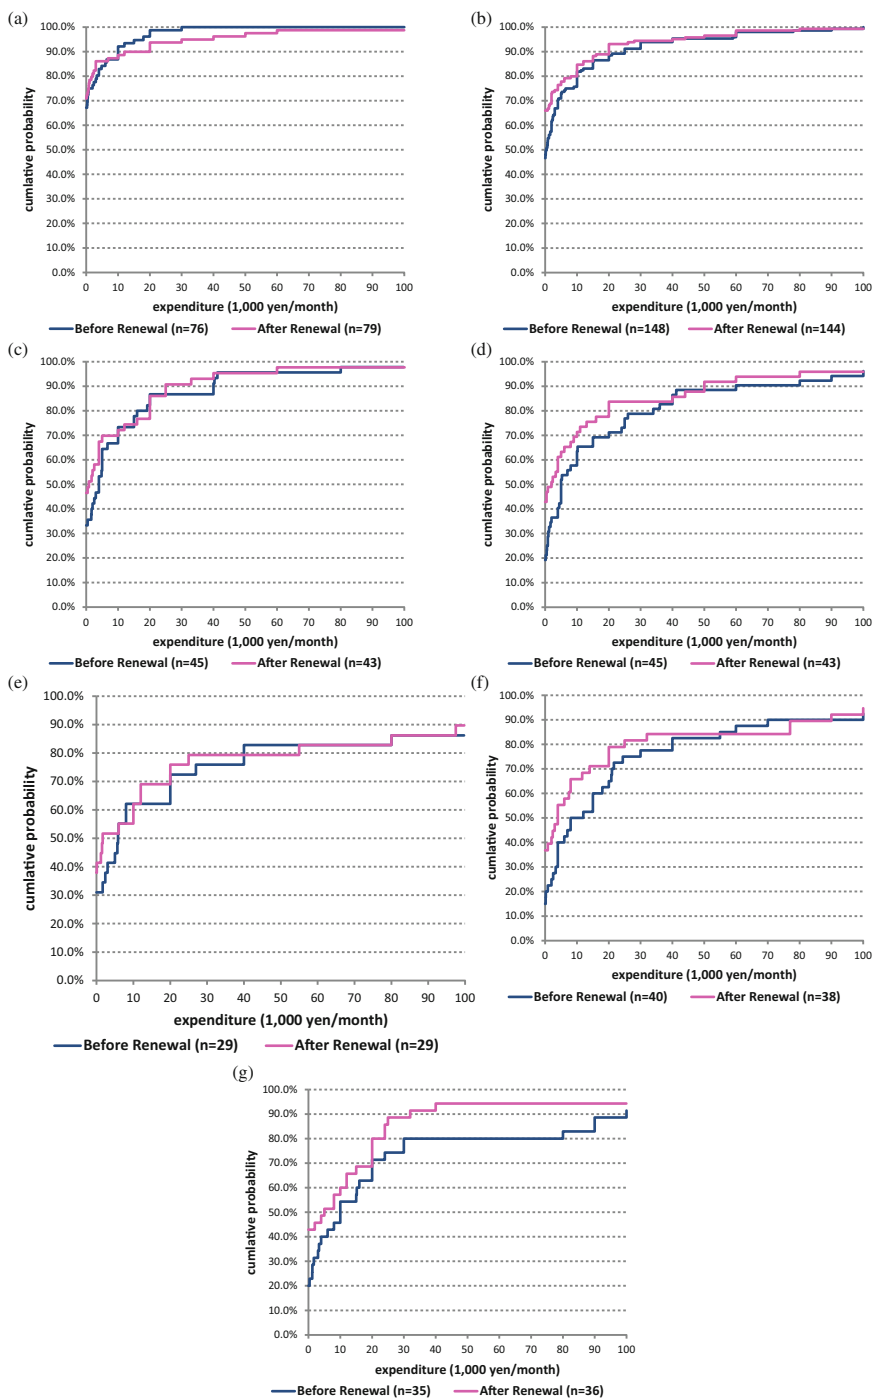 (a)
100.0%
90.0%
80.0%
70.0%
60.0%
50.0%
40.0%
30.0%
20.0%
10.0%
0.0%
cumlative probability
0 10 20 30 40 50 60 70 80 90 100
expenditure (1,000 yen/month)
Before Renewal (n=76) After Renewal (n=79)
(b)
100.0%
90.0%
80.0%
70.0%
60.0%
50.0%
40.0%
30.0%
20.0%
10.0%
0.0%
cumlative probability
0 10 20 30 40 50 60 70 80 90 100
expenditure (1,000 yen/month)
Before Renewal (n=148) After Renewal (n=144)
(c)
100.0%
90.0%
80.0%
70.0%
60.0%
50.0%
40.0%
30.0%
20.0%
10.0%
0.0%
cumlative probability
0 10 20 30 40 50 60 70 80 90 100
expenditure (1,000 yen/month)
Before Renewal (n=45) After Renewal (n=43)
(d)
100.0%
90.0%
80.0%
70.0%
60.0%
50.0%
40.0%
30.0%
20.0%
10.0%
0.0%
cumlative probability
0 10 20 30 40 50 60 70 80 90 100
expenditure (1,000 yen/month)
Before Renewal (n=45) After Renewal (n=43)
(e)
100.0%
90.0%
80.0%
70.0%
60.0%
50.0%
40.0%
30.0%
20.0%
10.0%
0.0%
cumlative probability
0 10 20 30 40 50 60 70 80 90 100
expenditure (1,000 yen/month)
Before Renewal (n=29) After Renewal (n=29)
(f)
100.0%
90.0%
80.0%
70.0%
60.0%
50.0%
40.0%
30.0%
20.0%
10.0%
0.0%
cumlative probability
0 10 20 30 40 50 60 70 80 90 100
expenditure (1,000 yen/month)
Before Renewal (n=40) After Renewal (n=38)
(g)
100.0%
90.0%
80.0%
70.0%
60.0%
50.0%
40.0%
30.0%
20.0%
10.0%
0.0%
cumlative probability
0 10 20 30 40 50 60 70 80 90 100
expenditure (1,000 yen/month)
Before Renewal (n=35) After Renewal (n=36)